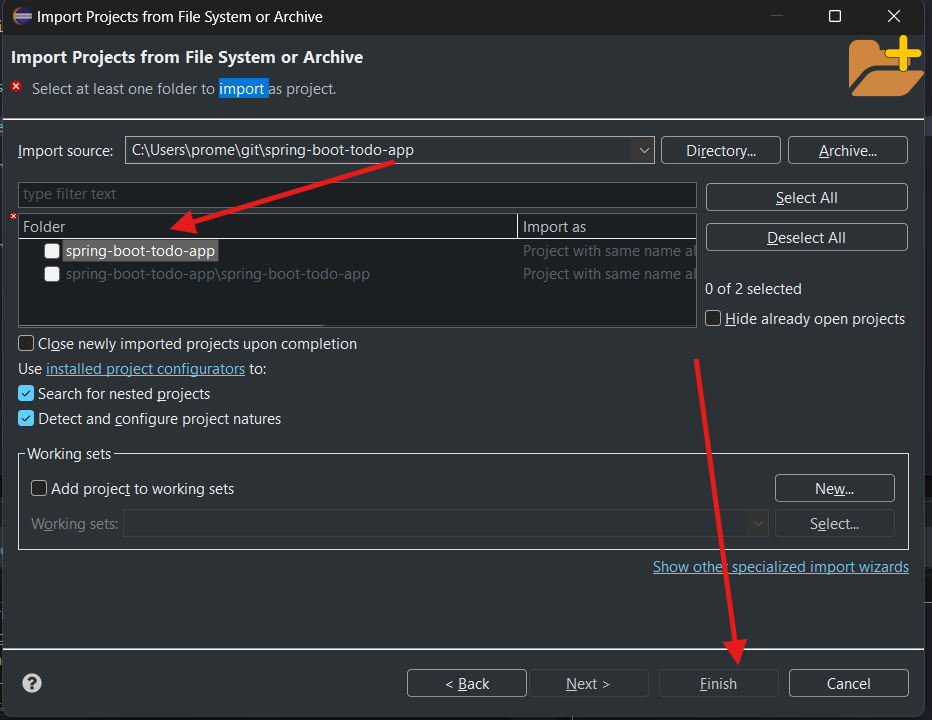 Import Projects from File System or Archive
Import Projects from File System or Archive
Select at least one folder to import as project.
Import source: C:\Users\prome\git\spring-boot-todo-app Directory... Archive...
type filter text Select All
Folder Import as
Deselect All
spring-boot-todo-app Project with same name al
spring-boot-todo-app\spring-boot-todo-app Project with same name al
0 of 2 selected
Hide already open projects
Close newly imported projects upon completion
Use installed project configurators to:
Search for nested projects
Detect and configure project natures
Working sets
Add project to working sets New...
Working sets: Select...
Show other specialized import wizards
? < Back Next > Finish Cancel